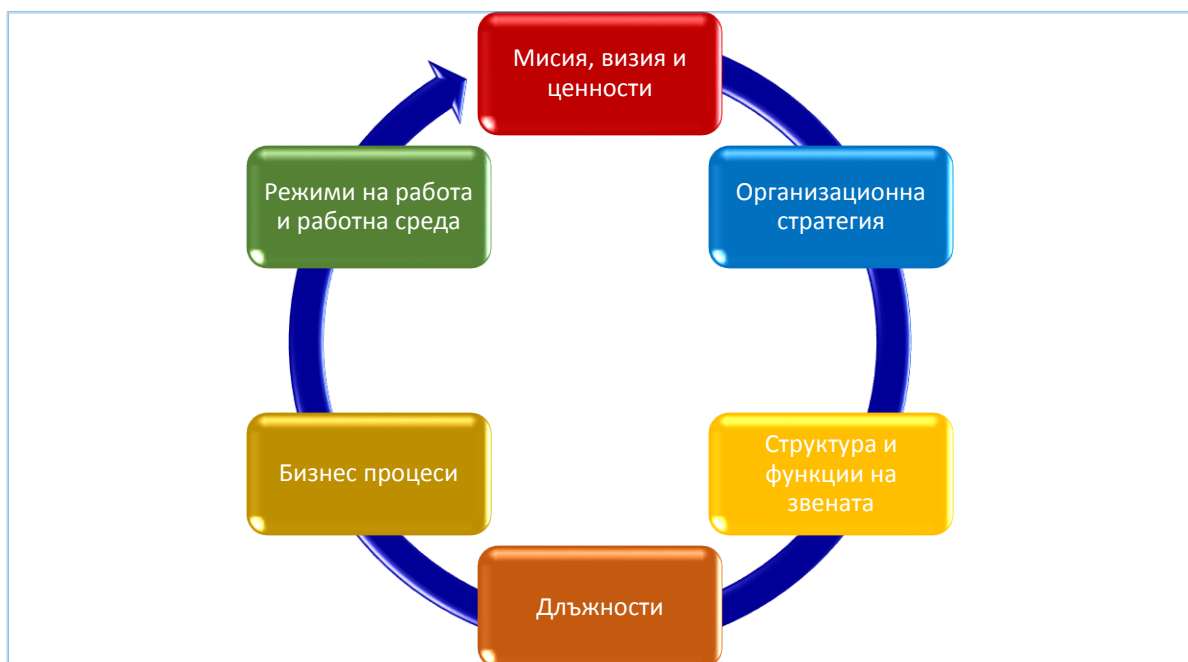 Мисия, визия и
ценности
Организационна
стратегия
Структура и
функции на
звената
Длъжности
Бизнес процеси
Режими на работа
и работна среда